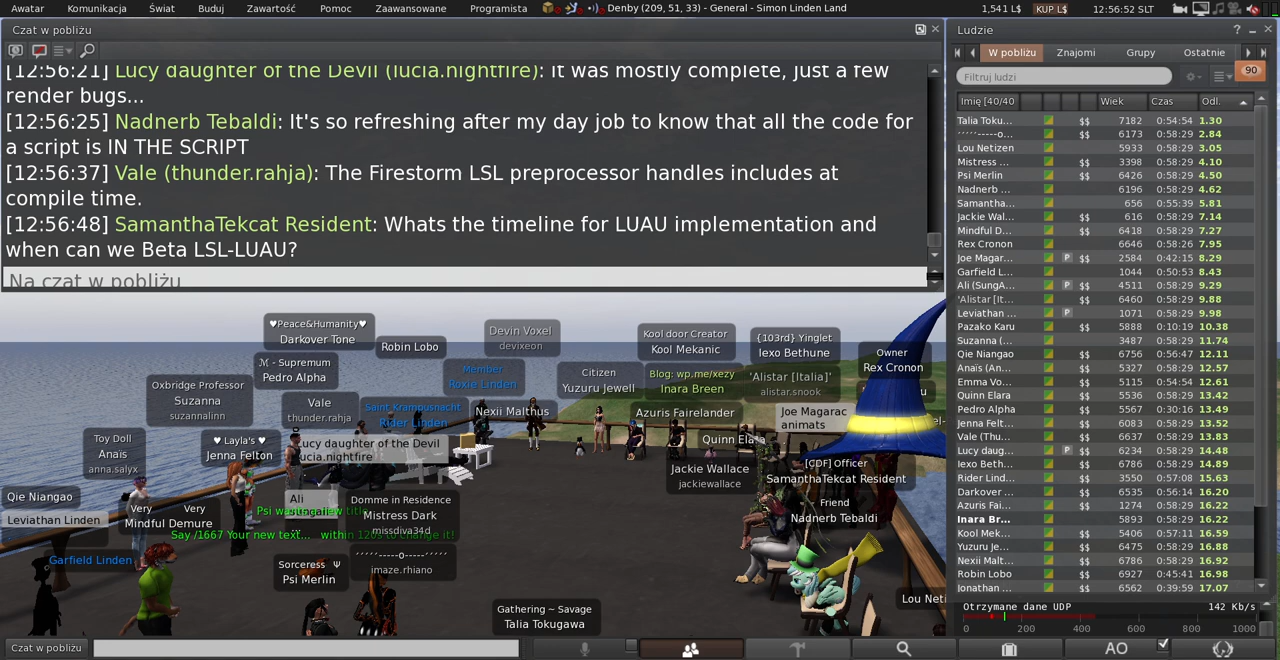 Awatar Komunikacja Świat Buduj Zawartość Pomoc Zaawansowane Programista Denby (209, 51, 33) - General - Simon Linden Land 1,541 L$ KUP L$ 12:56:52 SLT
Czat w pobliżu
[12:56:21] Lucy daughter of the Devil (lucia.nightfire): It was mostly complete, just a few
render bugs...
[12:56:25] Nadnerb Tebaldi: It's so refreshing after my day job to know that all the code for
a script is IN THE SCRIPT
[12:56:37] Vale (thunder.rahja): The Firestorm LSL preprocessor handles includes at
compile time.
[12:56:48] SamanthaTekcat Resident: Whats the timeline for LUAU implementation and
when can we Beta LSL-LUAU?
Na czat w pobliżu
♥Peace&Humanity♥
Darkover Tone
Robin Lobo
Devin Voxel
devixeon
Kool door Creator
Kool Mekanic
{103rd} Yinglet
Iexo Bethune
Owner
Rex Cronon
ℳ - Supremum
Pedro Alpha
Member
Roxie Linden
Citizen
Yuzuru Jewell
Blog: wp.me/xezy
Inara Breen
'Alistar [Italia]'
alistar.snook
Oxbridge Professor
Suzanna
suzannalinn
Vale
thunder.rahja
Saint Krampusnacht
Rider Linden
Nexii Malthus
Azuris Fairelander
Joe Magarac
animats
Toy Doll
Anaïs
anna.salyx
♥ Layla's ♥
Jenna Felton
Lucy daughter of the Devil
lucia.nightfire
Quinn Elara
Jackie Wallace
jackiewallace
[CDF] Officer
SamanthaTekcat Resident
Qie Niangao
Leviathan Linden
Very Very
Mindful Demure
Ali
Domme in Residence
Mistress Dark
missdiva34d
Friend
Nadnerb Tebaldi
Psi wants a new title
Say /1667 Your new text... within 120s to change it!
Garfield Linden
Sorceress Ψ
Psi Merlin
´´´´´-----o-----´´´´´
imaze.rhiano
Gathering ~ Savage
Talia Tokugawa
Lou Neti
Czat w pobliżu
Ludzie
W pobliżu Znajomi Grupy Ostatnie
Filtruj ludzi 90
Imię [40/40 Wiek Czas Odl.
Talia Toku... $$ 7182 0:54:54 1.30
´´´´´-----o... $$ 6173 0:58:29 2.84
Lou Netizen 5933 0:58:29 3.05
Mistress ... $$ 3398 0:58:29 4.10
Psi Merlin $$ 6426 0:58:29 4.50
Nadnerb ... 6196 0:58:29 4.62
Samantha... 656 0:55:39 5.81
Jackie Wal... $$ 616 0:58:29 7.14
Mindful D... $$ 6418 0:58:29 7.27
Rex Cronon 6646 0:58:26 7.95
Joe Magar... P $$ 2584 0:42:15 8.29
Garfield L... 1044 0:50:53 8.43
Ali (SungA... P $$ 4511 0:58:29 9.29
'Alistar [It... $$ 6460 0:58:29 9.88
Leviathan ... P 1071 0:58:29 9.98
Pazako Karu $$ 5888 0:10:19 10.38
Suzanna (... 3487 0:58:29 11.74
Qie Niangao $$ 6756 0:56:47 12.11
Anaïs (An... $$ 5327 0:58:29 12.57
Emma Vo... $$ 5115 0:54:54 12.61
Quinn Elara $$ 5536 0:58:29 13.42
Pedro Alpha $$ 5567 0:30:16 13.49
Jenna Felt... $$ 6083 0:58:29 13.52
Vale (Thu... $$ 6637 0:58:29 13.83
Lucy daug... P $$ 6234 0:58:29 14.48
Iexo Beth... $$ 6786 0:58:29 14.89
Rider Lind... $$ 3550 0:57:08 15.63
Darkover ... $$ 6535 0:56:14 16.20
Azuris Fai... $$ 1274 0:58:29 16.22
Inara Br... 5893 0:58:29 16.22
Kool Mek... $$ 5406 0:57:11 16.59
Yuzuru Je... $$ 6475 0:58:29 16.88
Nexii Malt... $$ 6786 0:58:29 16.92
Robin Lobo $$ 6927 0:45:41 16.98
Jonathan ... $$ 6562 0:39:59 17.07
Otrzymane dane UDP 142 Kb/s
0 200 400 600 800 1000
AO